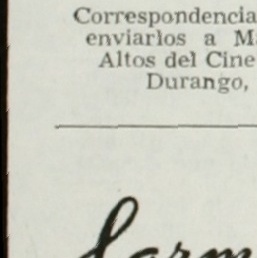 Correspondencia
enviarlos a
Altos del Cine
Durango,